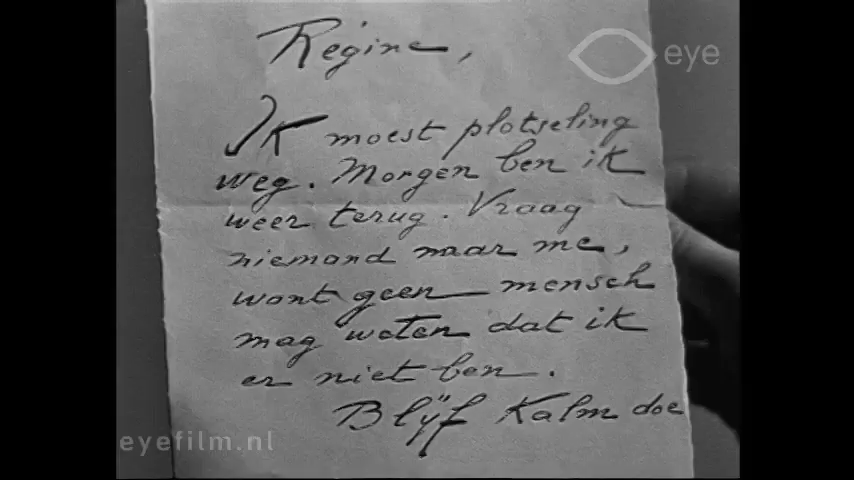 eye
Regine,
Ik moest plotseling
weg. Morgen ben ik
weer terug. Vraag
niemand naar me,
want geen mensch
mag weten dat ik
er niet ben.
Blijf Kalm doe
eyefilm.nl